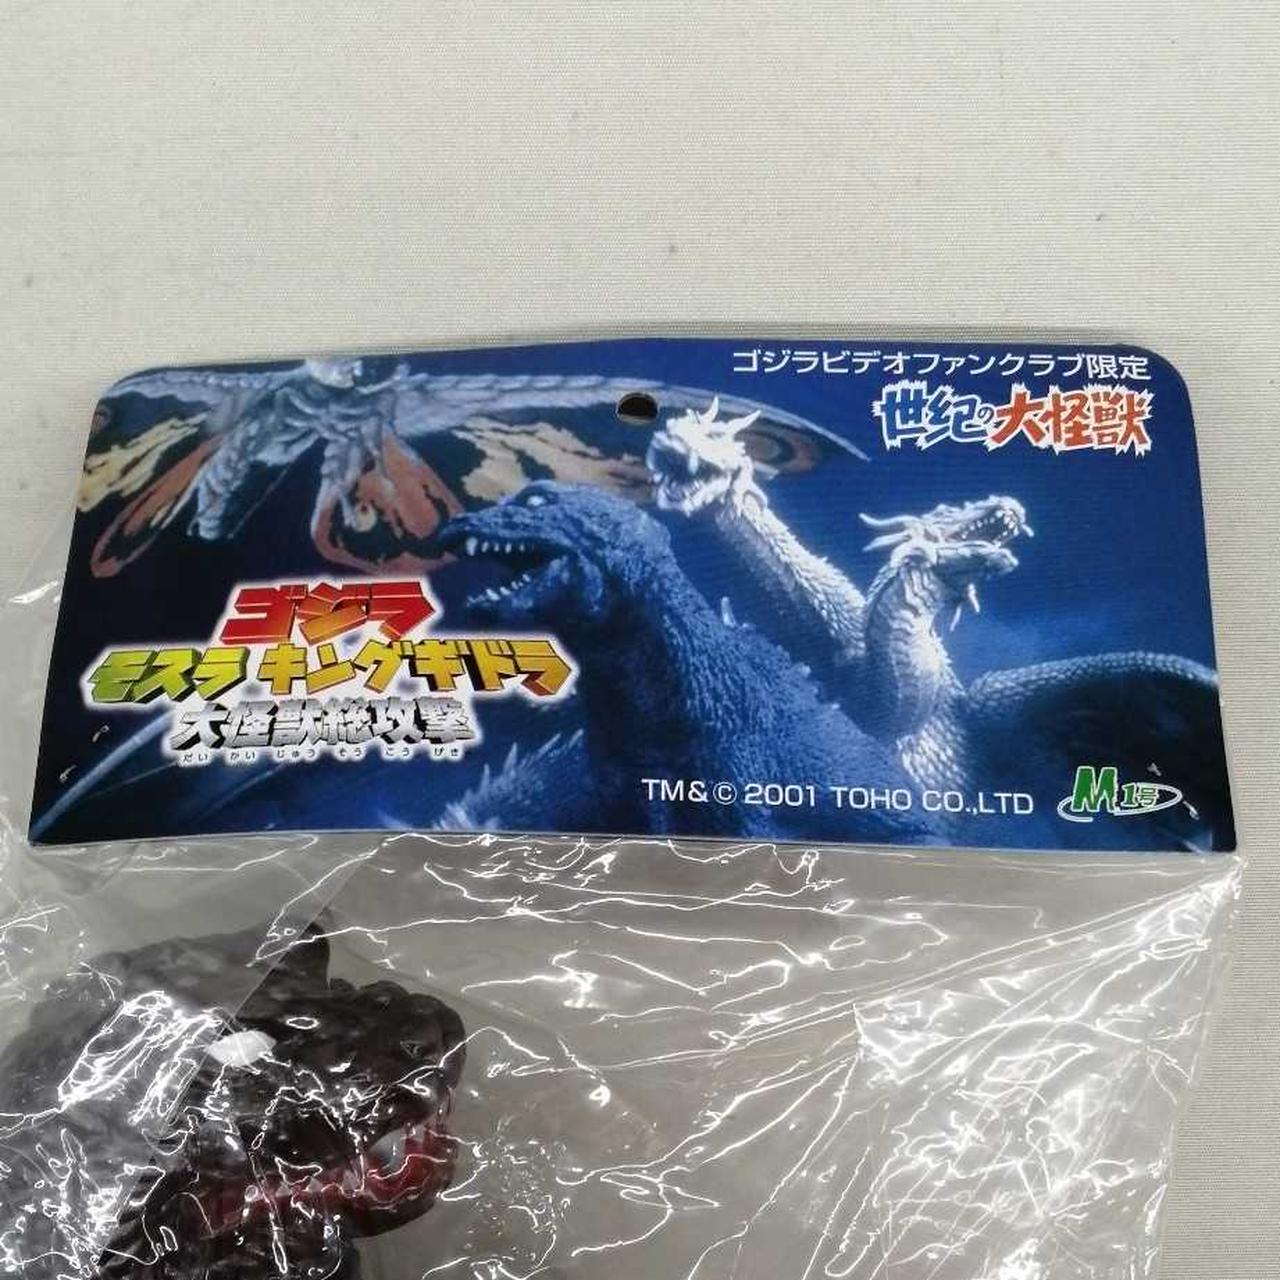 ゴジラビデオファンクラブ限定
世紀の大怪獣
ゴジラ
モスラ キングギドラ
大怪獣総攻撃
だい かい じゅう そう こう げき
TM&© 2001 TOHO CO.,LTD
M1号